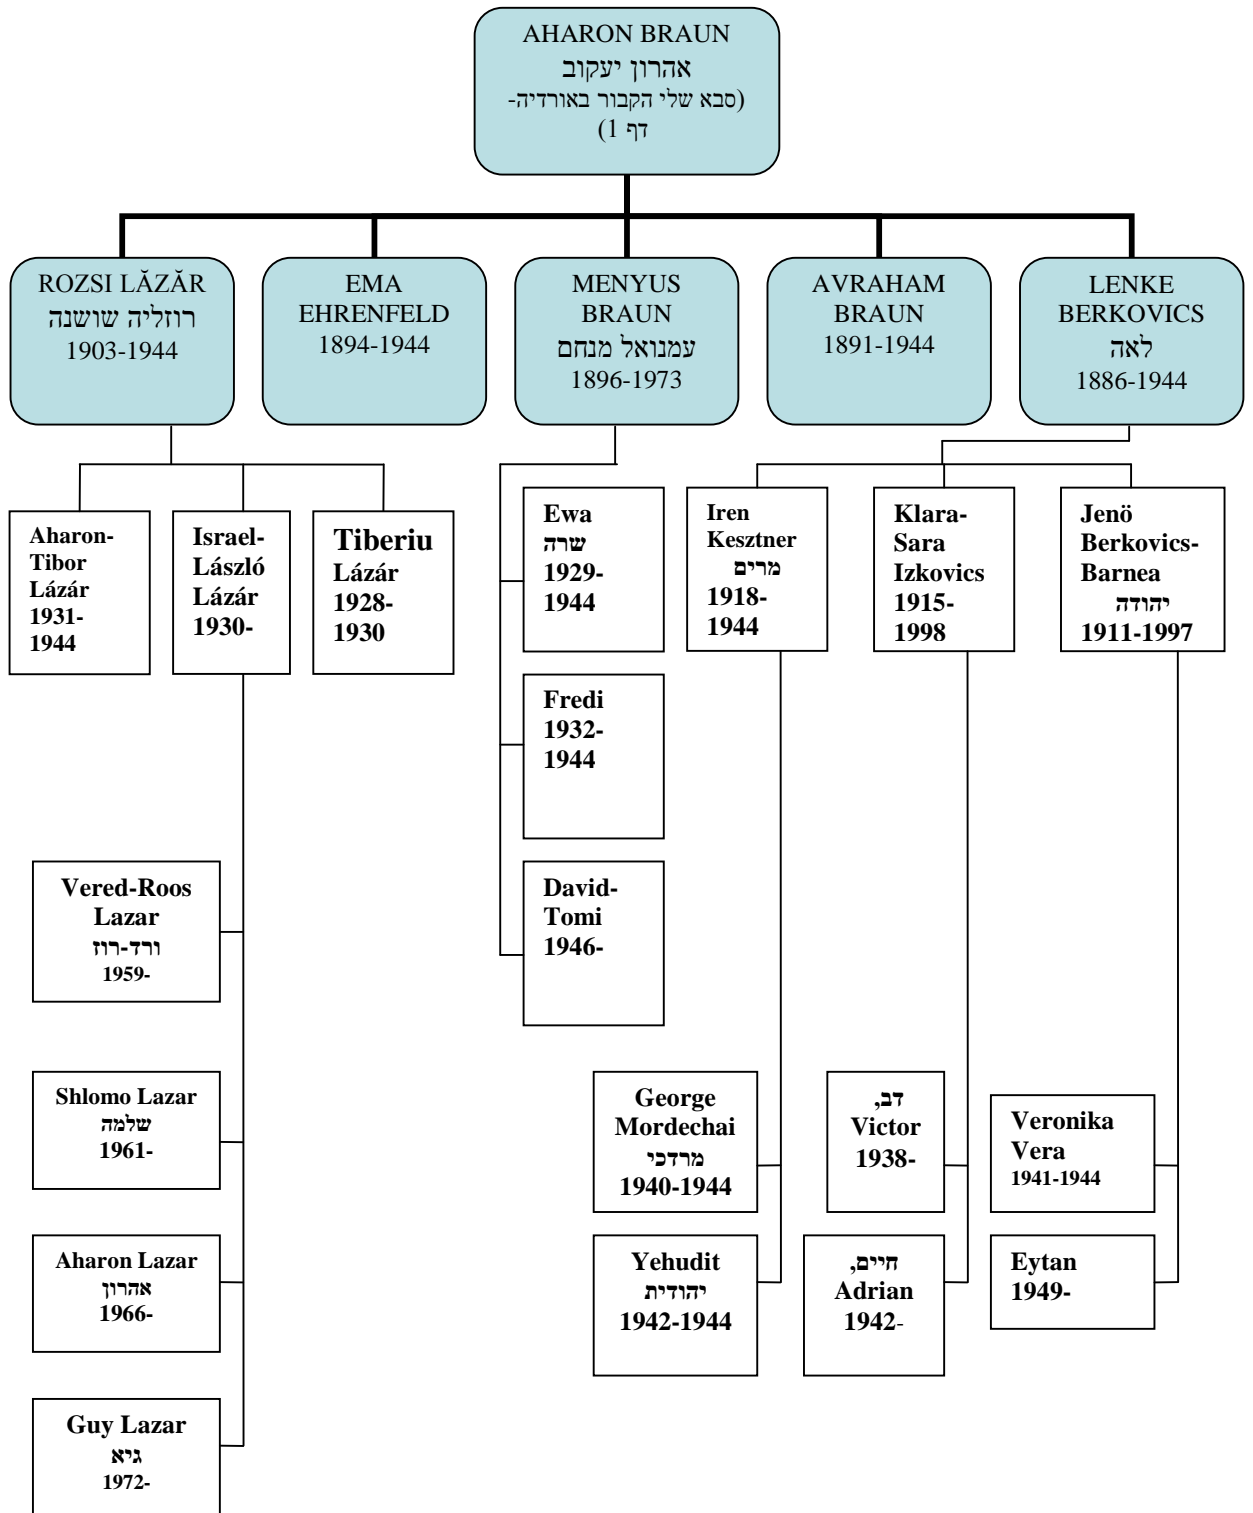 AHARON BRAUN
אהרון יעקוב
(סבא שלי הקבור באורדיה-
דף 1)
ROZSI LĂZĂR
רוזליה שושנה
1903-1944
EMA
EHRENFELD
1894-1944
MENYUS
BRAUN
עמנואל מנחם
1896-1973
AVRAHAM
BRAUN
1891-1944
LENKE
BERKOVICS
לאה
1886-1944
Aharon-
Tibor
Lázár
1931-
1944
Israel-
László
Lázár
1930-
Tiberiu
Lázár
1928-
1930
Ewa
שרה
1929-
1944
Iren
Kesztner
מרים
1918-
1944
Klara-
Sara
Izkovics
1915-
1998
Jenö
Berkovics-
Barnea
יהודה
1911-1997
Fredi
1932-
1944
David-
Tomi
1946-
Vered-Roos
Lazar
ורד-רוז
1959-
Shlomo Lazar
שלמה
1961-
Aharon Lazar
אהרון
1966-
Guy Lazar
גיא
1972-
George
Mordechai
מרדכי
1940-1944
Yehudit
יהודית
1942-1944
דב,
Victor
1938-
חיים,
Adrian
1942-
Veronika
Vera
1941-1944
Eytan
1949-